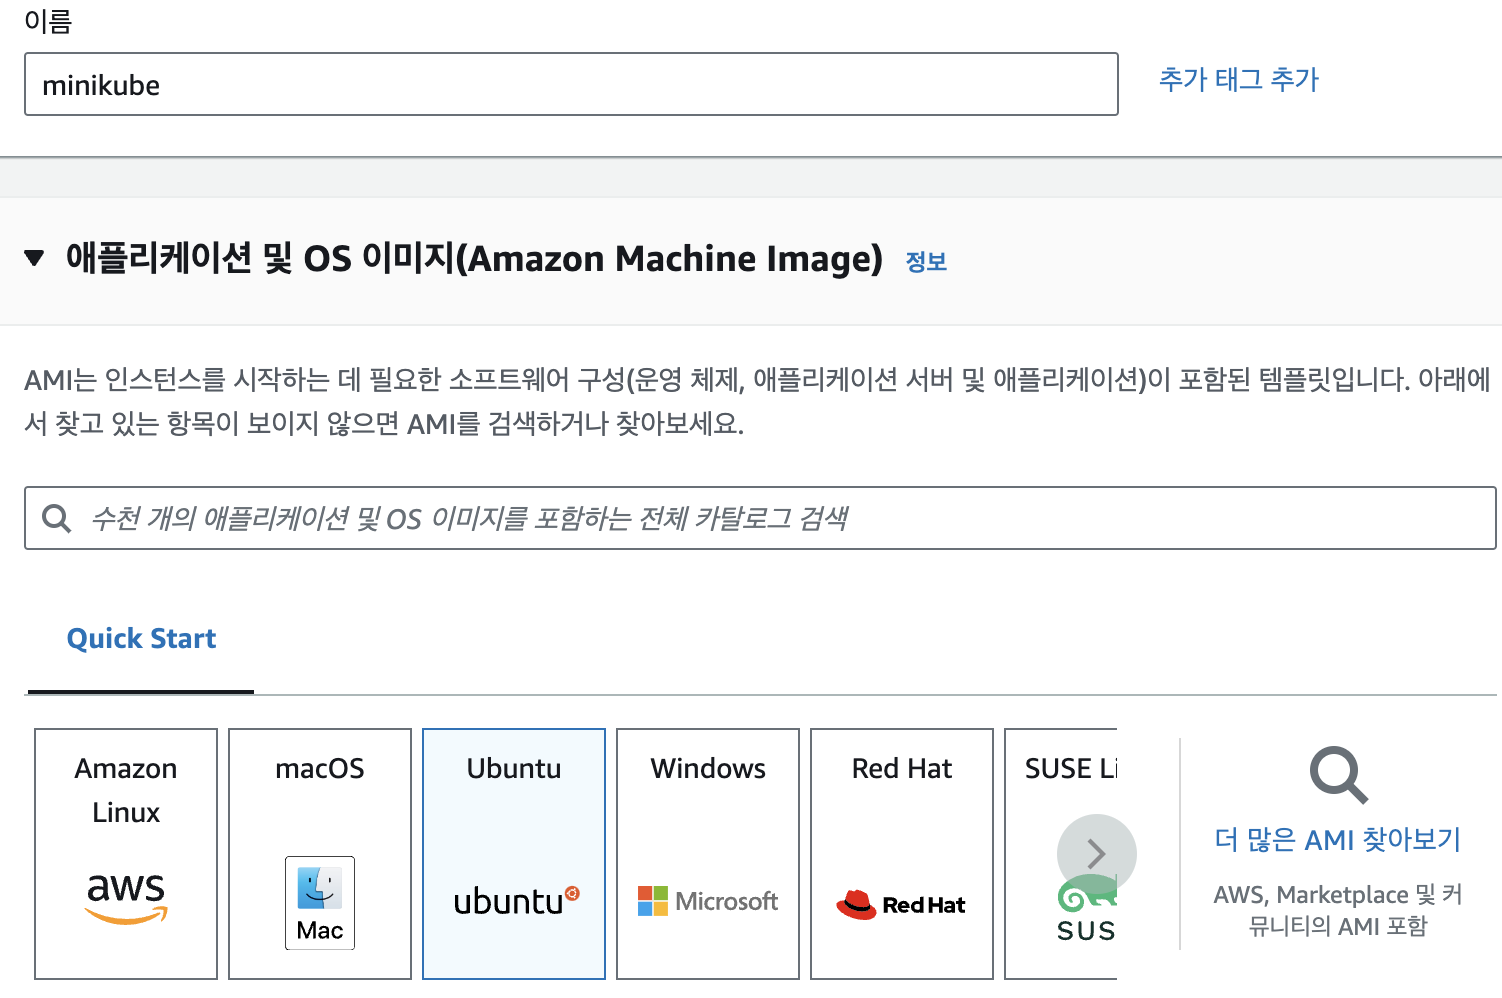 이름
minikube
추가 태그 추가
애플리케이션 및 OS 이미지(Amazon Machine Image) 정보
AMI는 인스턴스를 시작하는 데 필요한 소프트웨어 구성(운영 체제, 애플리케이션 서버 및 애플리케이션)이 포함된 템플릿입니다. 아래에
서 찾고 있는 항목이 보이지 않으면 AMI를 검색하거나 찾아보세요.
수천 개의 애플리케이션 및 OS 이미지를 포함하는 전체 카탈로그 검색
Quick Start
Amazon
Linux
aws
macOS
Mac
Ubuntu
ubuntu
Windows
Microsoft
Red Hat
Red Hat
SUSE Li
SUS
더 많은 AMI 찾아보기
AWS, Marketplace 및 커
뮤니티의 AMI 포함